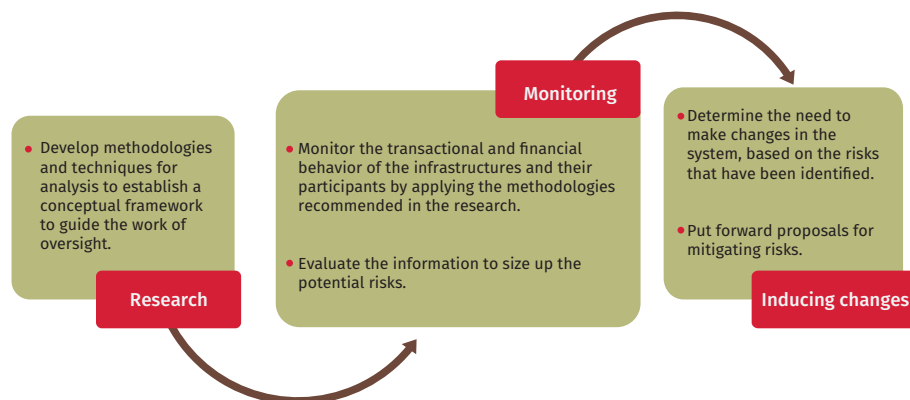 Develop methodologies
and techniques for
analysis to establish a
conceptual framework
to guide the work of
oversight.
Research
Monitoring
Monitor the transactional and financial
behavior of the infrastructures and their
participants by applying the methodologies
recommended in the research.
Evaluate the information to size up the
potential risks.
Determine the need to
make changes in the
system, based on the risks
that have been identified.
Put forward proposals for
mitigating risks.
Inducing changes